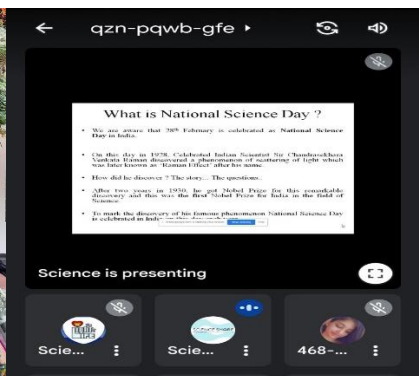 qzn-pqwb-gfe
What is National Science Day ?
• We are aware that 28th February is celebrated as National Science
Day in India.
• On this day in 1928, Celebrated Indian Scientist Sir Chandrasekhara
Venkata Raman discovered a phenomenon of scattering of light which
was later known as 'Raman Effect' after his name
• How did he discover ? The story... The questions..
• After two years in 1930, he got Nobel Prize for this remarkable
discovery and this was the first Nobel Prize for India in the field of
Science.
• To mark the discovery of his famous phenomenon National Science Day
is celebrated in India
Science is presenting
Scie...
Scie...
468-...